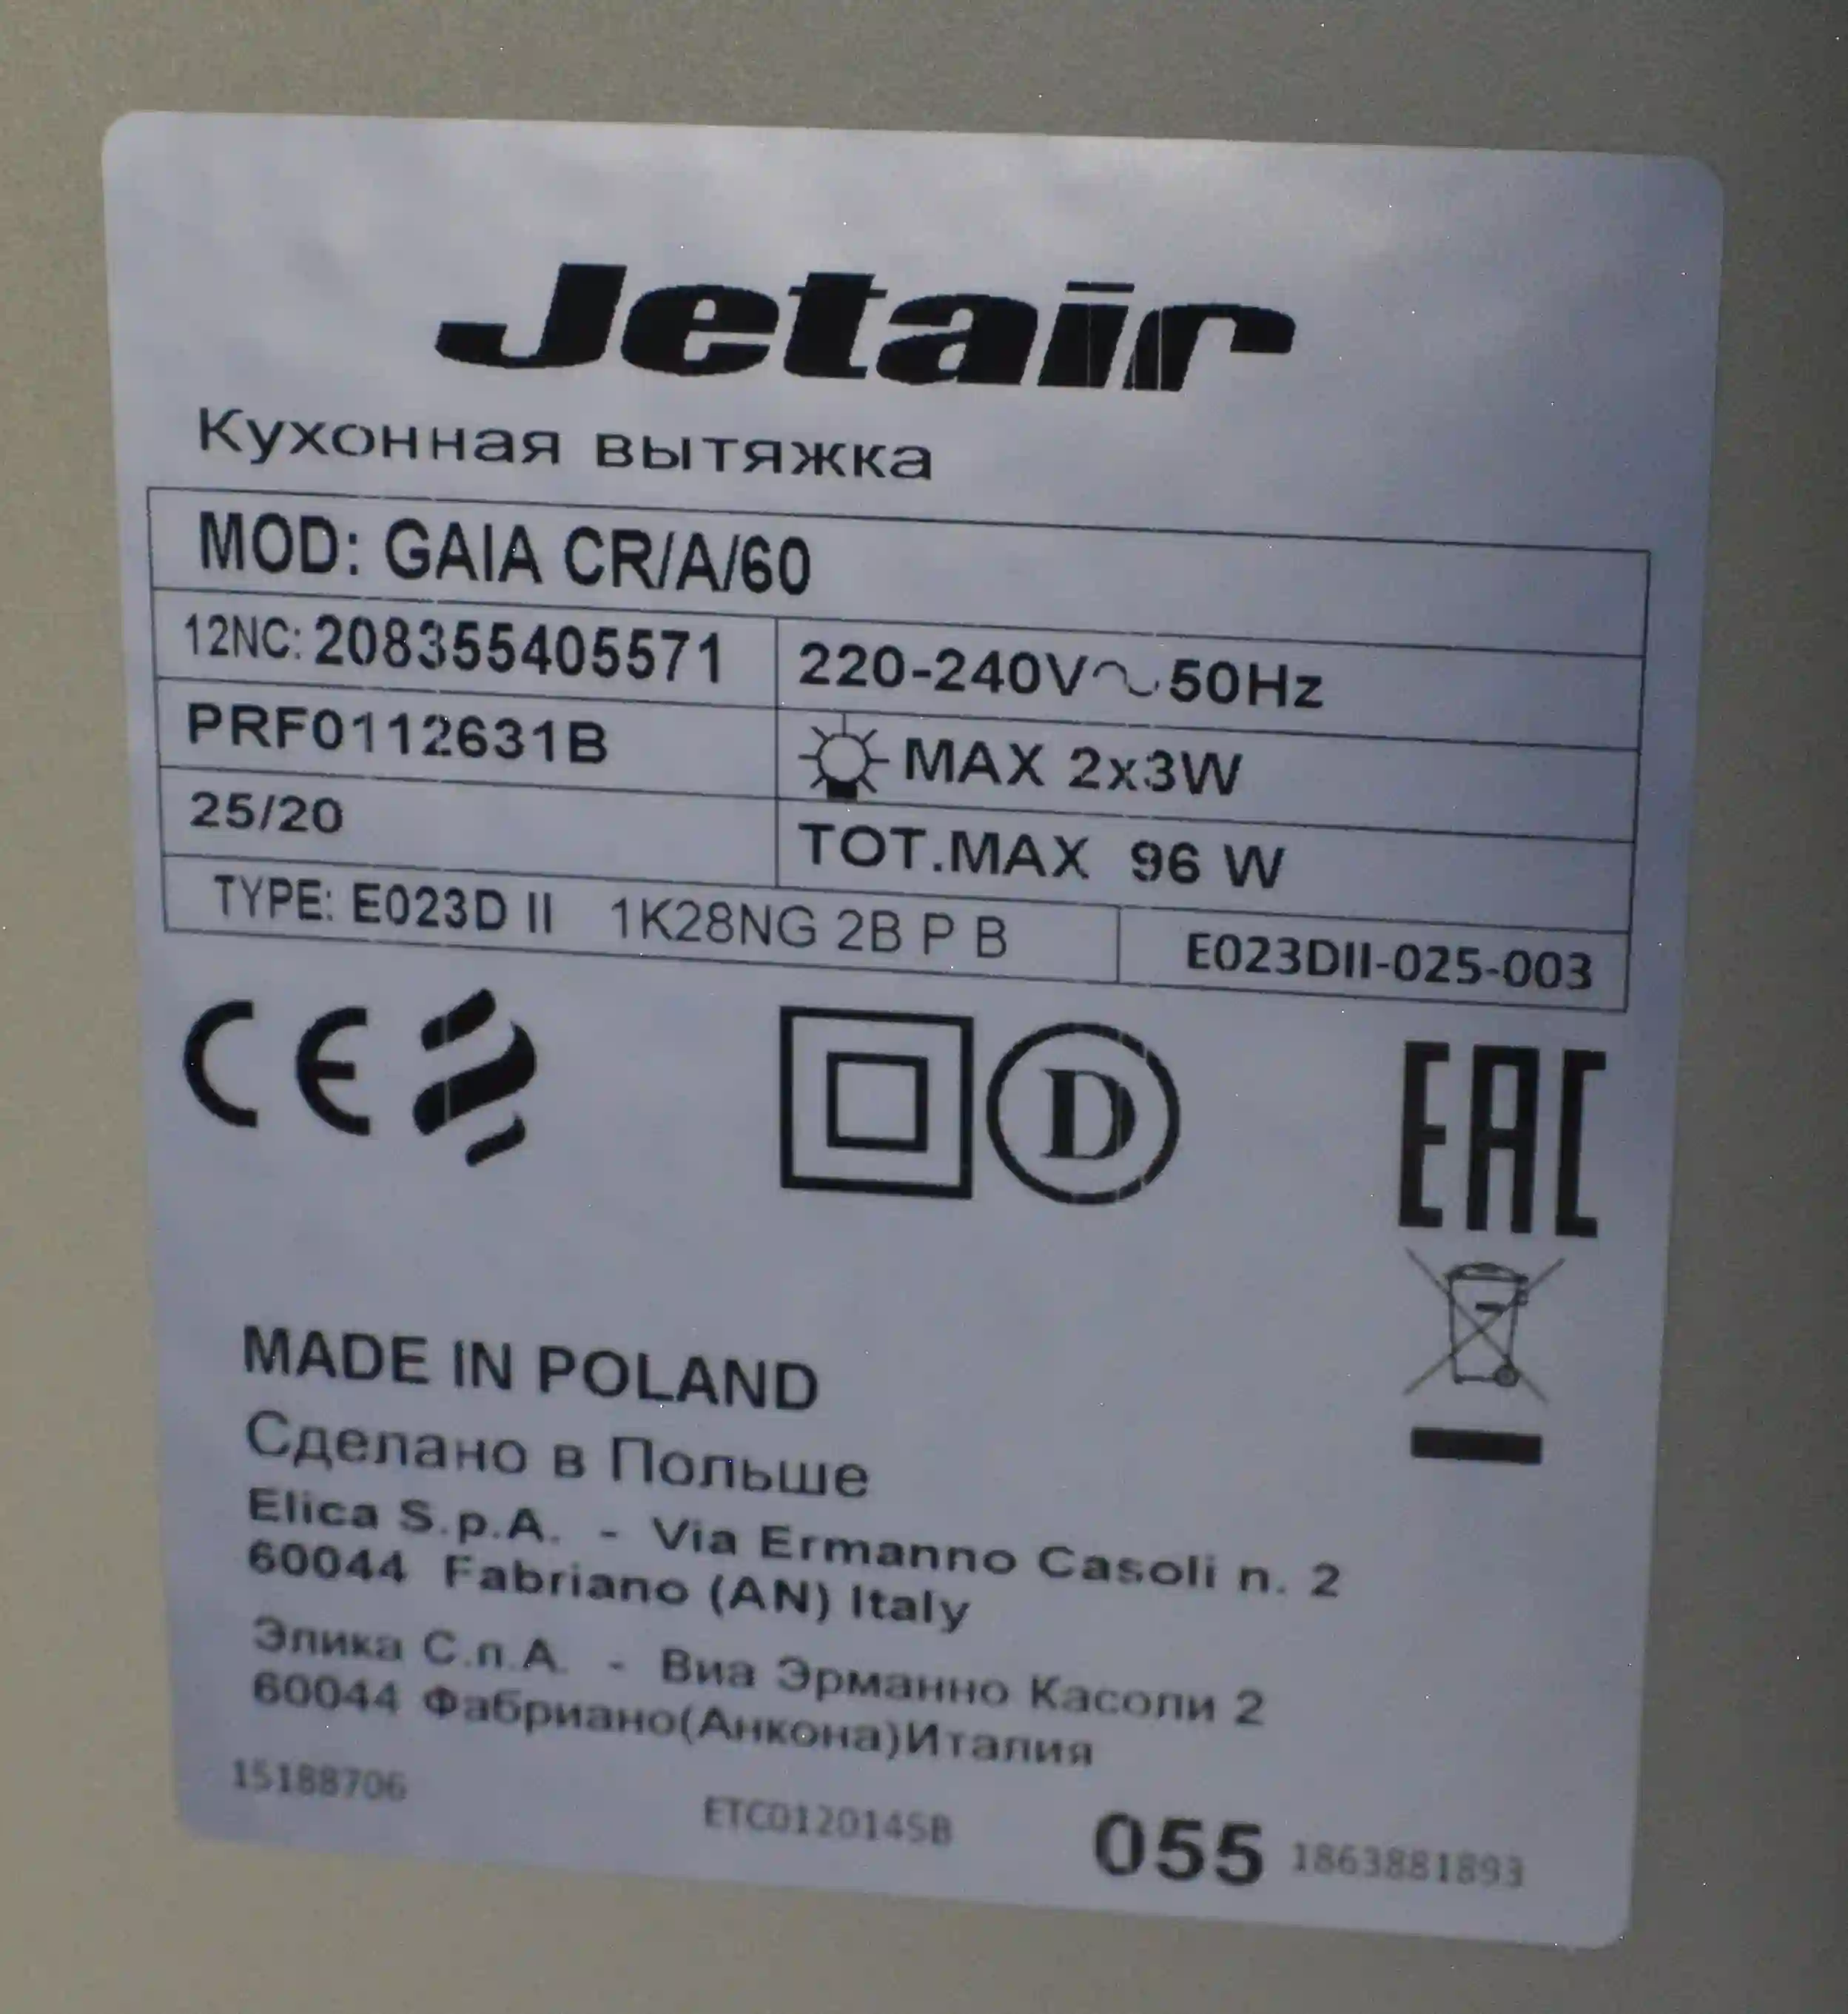 Jetair
Кухонная вытяжка
MOD: GAIA CR/A/60
12NC: 208355405571
220-240V~50Hz
PRF0112631B
MAX 2x3W
25/20
TOT.MAX 96 W
TYPE: E023D II 1K28NG 2B P B
E023DII-025-003
CE
D
EAC
MADE IN POLAND
Сделано в Польше
Elica S.p.A. - Via Ermanno Casoli n. 2
60044 Fabriano (AN) Italy
Элика С.п.А. - Виа Эрманно Касоли 2
60044 Фабриано(Анкона)Италия
15188706
ETC012014SB
055 1863881893